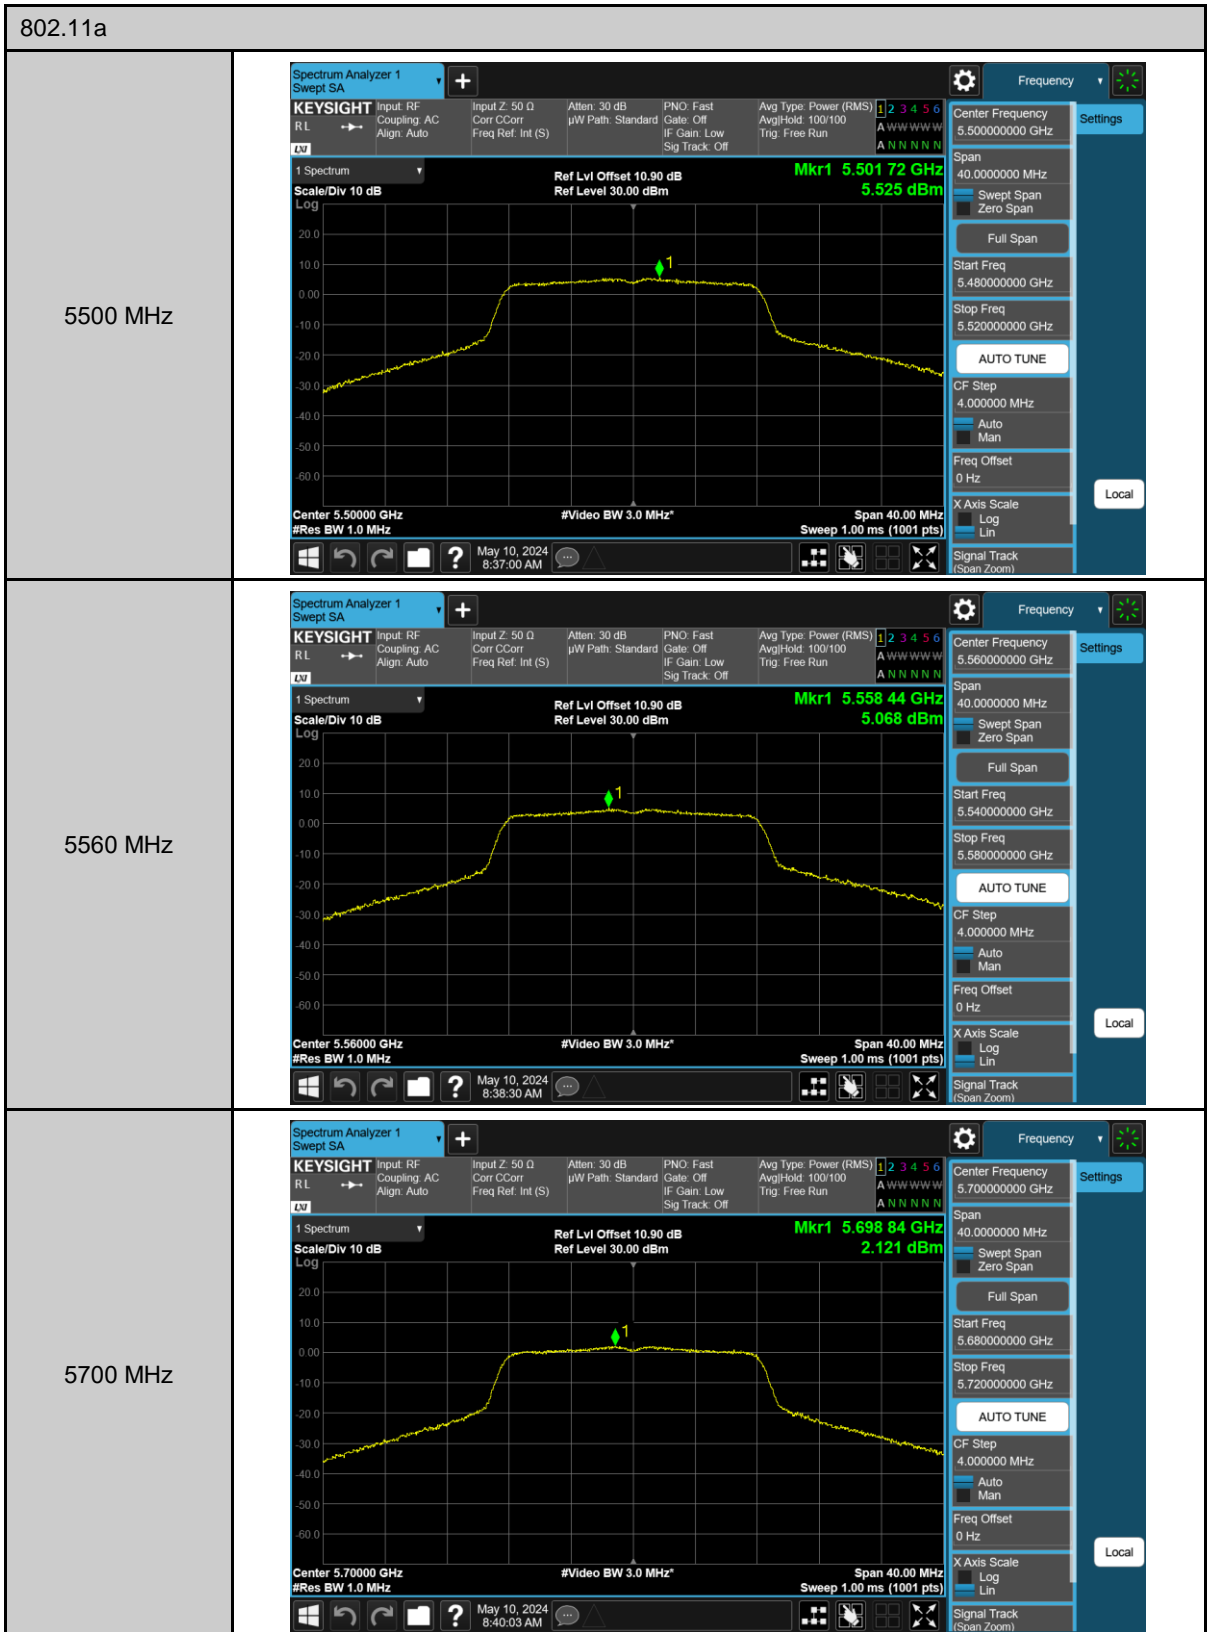 802.11a
5500 MHz
Spectrum Analyzer 1
Swept SA
Frequency
KEYSIGHT
RL
LXI
Input: RF
Coupling: AC
Align: Auto
Input Z: 50 Ω
Corr CCorr
Freq Ref: Int (S)
Atten: 30 dB
µW Path: Standard
PNO: Fast
Gate: Off
IF Gain: Low
Sig Track: Off
Avg Type: Power (RMS)
Avg|Hold: 100/100
Trig: Free Run
1 2 3 4 5 6
A W W W W W
A N N N N N
1 Spectrum
Scale/Div 10 dB
Log
Ref Lvl Offset 10.90 dB
Ref Level 30.00 dBm
Mkr1 5.501 72 GHz
5.525 dBm
20.0
10.0
0.00
-10.0
-20.0
-30.0
-40.0
-50.0
-60.0
1
Center 5.50000 GHz
#Res BW 1.0 MHz
#Video BW 3.0 MHz*
Span 40.00 MHz
Sweep 1.00 ms (1001 pts)
May 10, 2024
8:37:00 AM
Center Frequency
5.500000000 GHz
Settings
Span
40.0000000 MHz
Swept Span
Zero Span
Full Span
Start Freq
5.480000000 GHz
Stop Freq
5.520000000 GHz
AUTO TUNE
CF Step
4.000000 MHz
Auto
Man
Freq Offset
0 Hz
X Axis Scale
Log
Lin
Local
Signal Track
(Span Zoom)
5560 MHz
Spectrum Analyzer 1
Swept SA
Frequency
KEYSIGHT
RL
LXI
Input: RF
Coupling: AC
Align: Auto
Input Z: 50 Ω
Corr CCorr
Freq Ref: Int (S)
Atten: 30 dB
µW Path: Standard
PNO: Fast
Gate: Off
IF Gain: Low
Sig Track: Off
Avg Type: Power (RMS)
Avg|Hold: 100/100
Trig: Free Run
1 2 3 4 5 6
A W W W W W
A N N N N N
1 Spectrum
Scale/Div 10 dB
Log
Ref Lvl Offset 10.90 dB
Ref Level 30.00 dBm
Mkr1 5.558 44 GHz
5.068 dBm
20.0
10.0
0.00
-10.0
-20.0
-30.0
-40.0
-50.0
-60.0
1
Center 5.56000 GHz
#Res BW 1.0 MHz
#Video BW 3.0 MHz*
Span 40.00 MHz
Sweep 1.00 ms (1001 pts)
May 10, 2024
8:38:30 AM
Center Frequency
5.560000000 GHz
Settings
Span
40.0000000 MHz
Swept Span
Zero Span
Full Span
Start Freq
5.540000000 GHz
Stop Freq
5.580000000 GHz
AUTO TUNE
CF Step
4.000000 MHz
Auto
Man
Freq Offset
0 Hz
X Axis Scale
Log
Lin
Local
Signal Track
(Span Zoom)
5700 MHz
Spectrum Analyzer 1
Swept SA
Frequency
KEYSIGHT
RL
LXI
Input: RF
Coupling: AC
Align: Auto
Input Z: 50 Ω
Corr CCorr
Freq Ref: Int (S)
Atten: 30 dB
µW Path: Standard
PNO: Fast
Gate: Off
IF Gain: Low
Sig Track: Off
Avg Type: Power (RMS)
Avg|Hold: 100/100
Trig: Free Run
1 2 3 4 5 6
A W W W W W
A N N N N N
1 Spectrum
Scale/Div 10 dB
Log
Ref Lvl Offset 10.90 dB
Ref Level 30.00 dBm
Mkr1 5.698 84 GHz
2.121 dBm
20.0
10.0
0.00
-10.0
-20.0
-30.0
-40.0
-50.0
-60.0
1
Center 5.70000 GHz
#Res BW 1.0 MHz
#Video BW 3.0 MHz*
Span 40.00 MHz
Sweep 1.00 ms (1001 pts)
May 10, 2024
8:40:03 AM
Center Frequency
5.700000000 GHz
Settings
Span
40.0000000 MHz
Swept Span
Zero Span
Full Span
Start Freq
5.680000000 GHz
Stop Freq
5.720000000 GHz
AUTO TUNE
CF Step
4.000000 MHz
Auto
Man
Freq Offset
0 Hz
X Axis Scale
Log
Lin
Local
Signal Track
(Span Zoom)